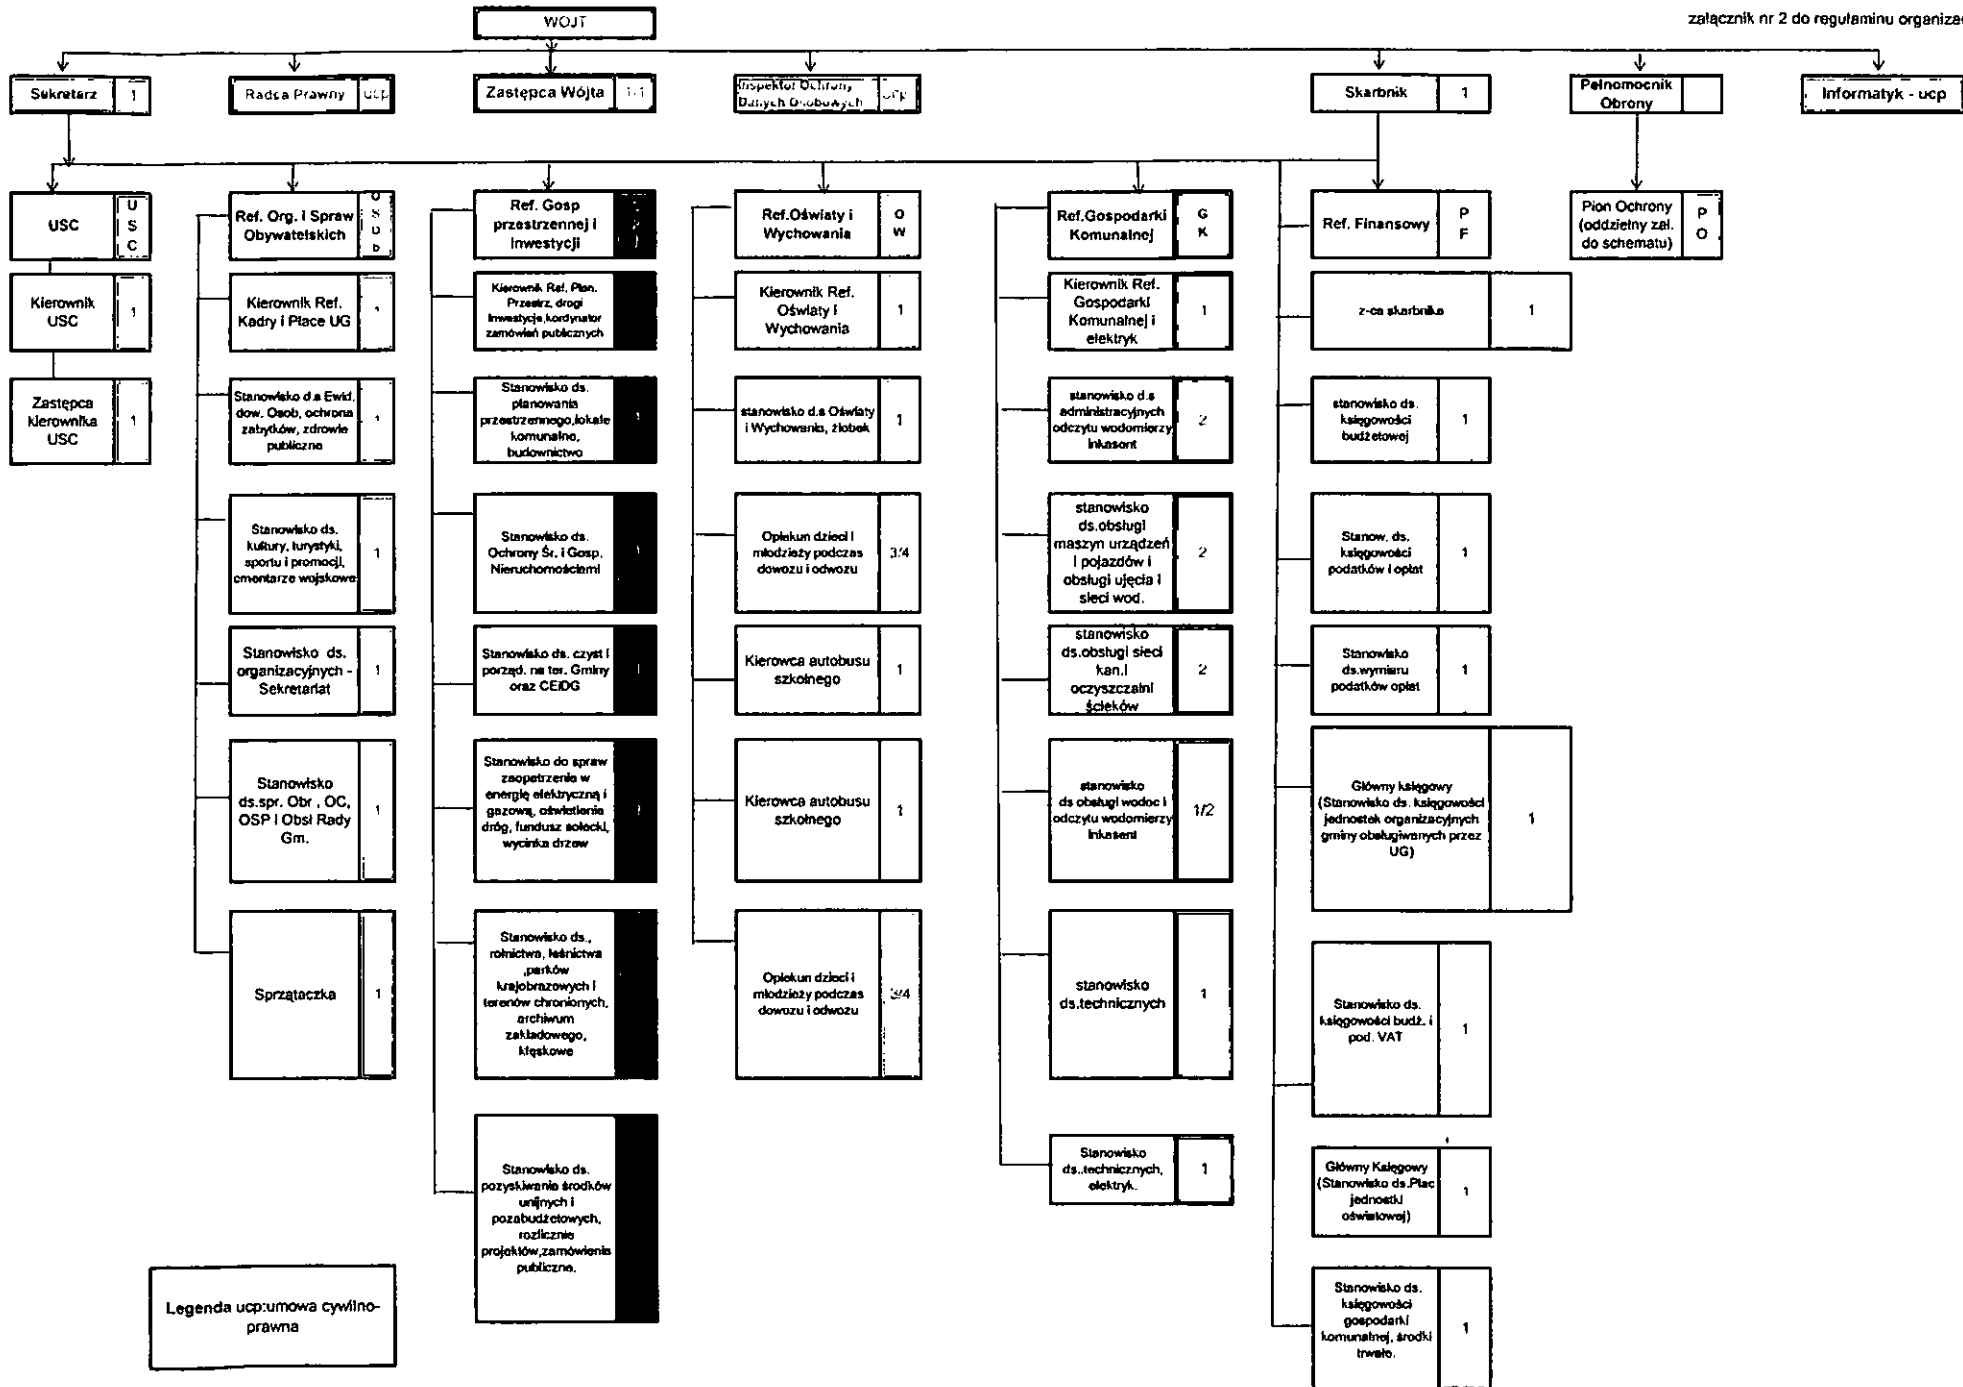 załącznik nr 2 do regulaminu organizac
WÓJT
Sekretarz 1
Radca Prawny ucp
Zastępca Wójta 1-1
Inspektor Ochrony
Danych Osobowych ucp
Skarbnik 1
Pełnomocnik
Obrony
Informatyk - ucp
USC
U
S
C
Kierownik
USC 1
Zastępca
kierownika
USC 1
Ref. Org. i Spraw
Obywatelskich
Kierownik Ref.
Kadry i Płace UG 1
Stanowisko d.s Ewid.
dow. Osob, ochrona
zabytków, zdrowie
publiczne 1
Stanowisko ds.
kultury, turystyki,
sportu i promocji,
cmentarze wojskowe 1
Stanowisko ds.
organizacyjnych -
Sekretariat 1
Stanowisko
ds.spr. Obr , OC,
OSP i Obsł Rady
Gm. 1
Sprzątaczka 1
Ref. Gosp
przestrzennej i
Inwestycji
Kierownik Ref. Plan.
Przestrz, drogi
Inwestycje,kordynator
zamówień publicznych
Stanowisko ds.
planowania
przestrzennego,lokale
komunalne,
budownictwo 1
Stanowisko ds.
Ochrony Śr. i Gosp.
Nieruchomościami 1
Stanowisko ds. czyst i
porząd. na ter. Gminy
oraz CEiDG 1
Stanowisko do spraw
zaopatrzenia w
energię elektryczną i
gazową, oświetlenie
dróg, fundusz sołecki,
wycinka drzew 1
Stanowisko ds.,
rolnictwa, leśnictwa
,parków
krajobrazowych i
terenów chronionych,
archiwum
zakładowego,
klęskowe
Stanowisko ds.
pozyskiwania środków
unijnych i
pozabudżetowych,
rozlicznie
projektów,zamówienia
publiczne.
Ref.Oświaty i
Wychowania
O
W
Kierownik Ref.
Oświaty i
Wychowania 1
stanowisko d.s Oświaty
i Wychowania, żłobek 1
Opiekun dzieci i
młodzieży podczas
dowozu i odwozu 3/4
Kierowca autobusu
szkolnego 1
Kierowca autobusu
szkolnego 1
Opiekun dzieci i
młodzieży podczas
dowozu i odwozu 3/4
Ref.Gospodarki
Komunalnej
G
K
Kierownik Ref.
Gospodarki
Komunalnej i
elektryk 1
stanowisko d.s
administracyjnych
odczytu wodomierzy
inkasent 2
stanowisko
ds.obsługi
maszyn urządzeń
i pojazdów i
obsługi ujęcia i
sieci wod. 2
stanowisko
ds.obsługi sieci
kan.i
oczyszczalni
ścieków 2
stanowisko
ds obsługi wodoc i
odczytu wodomierzy
inkasent 1/2
stanowisko
ds.technicznych 1
Stanowisko
ds..technicznych,
elektryk. 1
Ref. Finansowy
P
F
z-ca skarbnika 1
stanowisko ds.
księgowości
budżetowej 1
Stanow. ds.
księgowości
podatków i opłat 1
Stanowisko
ds.wymiaru
podatków opłat 1
Główny księgowy
(Stanowisko ds. księgowości
jednostek organizacyjnych
gminy obsługiwanych przez
UG) 1
Stanowisko ds.
księgowości budż. i
pod. VAT 1
Główny Księgowy
(Stanowisko ds.Płac
jednostki
oświatowej) 1
Stanowisko ds.
księgowości
gospodarki
komunalnej, środki
trwałe. 1
Pion Ochrony
(oddzielny zał.
do schematu)
P
O
Legenda ucp:umowa cywilno-
prawna